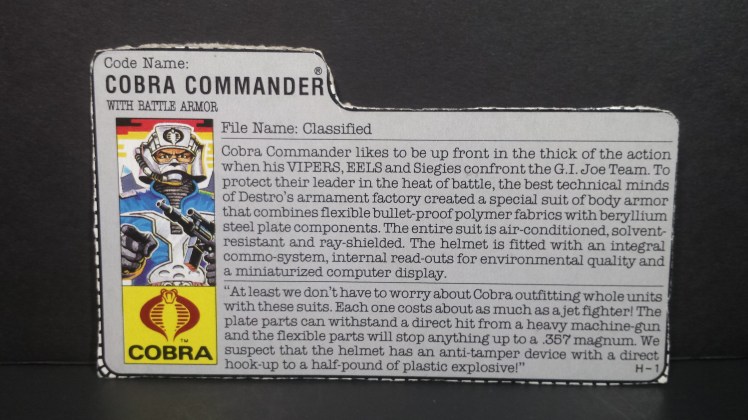 Code Name:
COBRA COMMANDER®
WITH BATTLE ARMOR
File Name: Classified
Cobra Commander likes to be up front in the thick of the action
when his VIPERS, EELS and Siegies confront the G.I. Joe Team. To
protect their leader in the heat of battle, the best technical minds
of Destro's armament factory created a special suit of body armor
that combines flexible bullet-proof polymer fabrics with beryllium
steel plate components. The entire suit is air-conditioned, solvent-
resistant and ray-shielded. The helmet is fitted with an integral
commo-system, internal read-outs for environmental quality and
a miniaturized computer display.
"At least we don't have to worry about Cobra outfitting whole units
with these suits. Each one costs about as much as a jet fighter! The
plate parts can withstand a direct hit from a heavy machine-gun
and the flexible parts will stop anything up to a .357 magnum. We
suspect that the helmet has an anti-tamper device with a direct
hook-up to a half-pound of plastic explosive!"
H-1
TM
COBRA